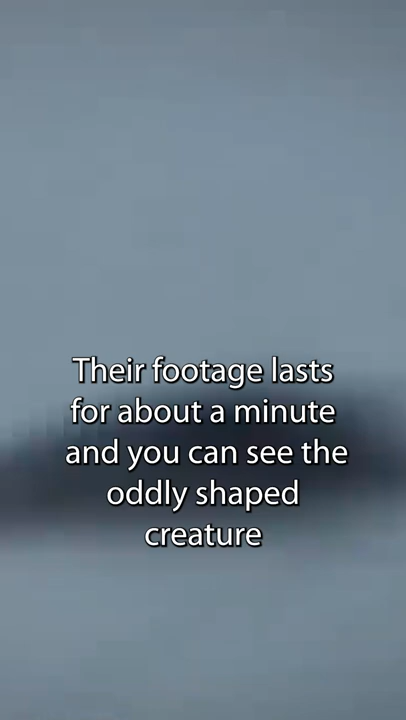 Their footage lasts
for about a minute
and you can see the
oddly shaped
creature